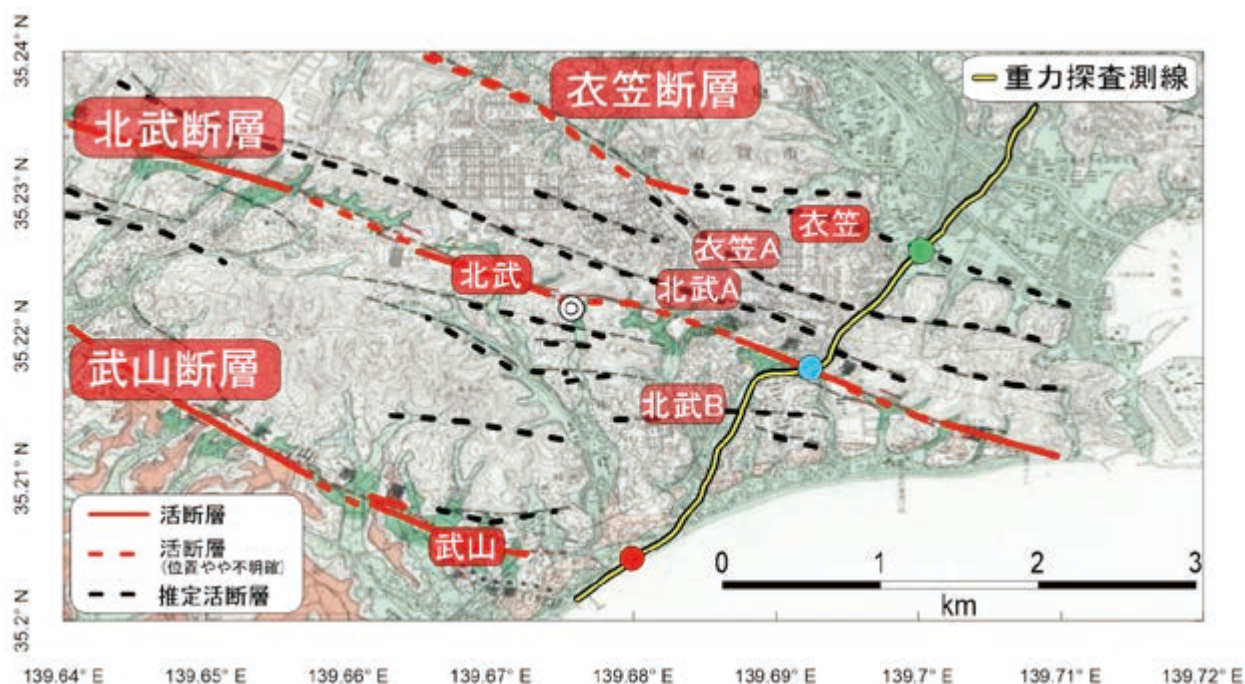 35.24° N
35.23° N
35.22° N
35.21° N
35.2° N
衣笠断層
重力探査測線
北武断層
衣笠
衣笠A
北武
北武A
武山断層
北武B
武山
活断層
活断層
(位置やや不明確)
推定活断層
0 1 2 3
km
139.64° E 139.65° E 139.66° E 139.67° E 139.68° E 139.69° E 139.7° E 139.71° E 139.72° E